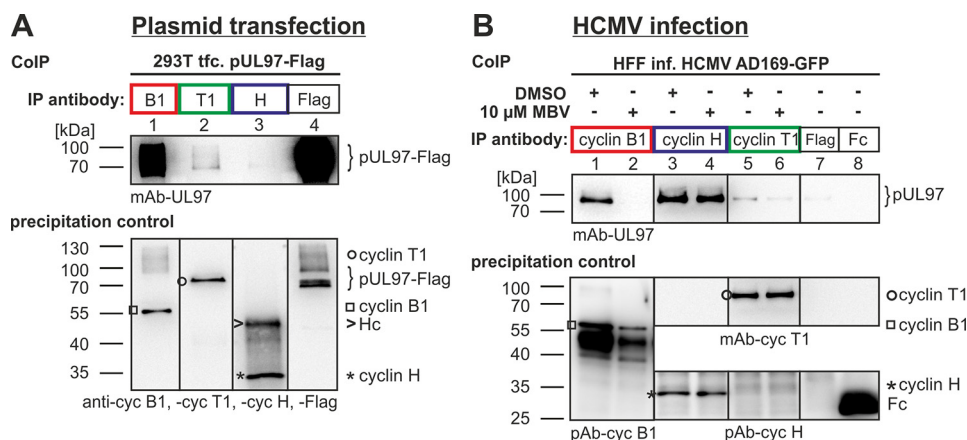 A Plasmid transfection
CoIP
293T tfc. pUL97-Flag
IP antibody: B1 T1 H Flag
1 2 3 4
[kDa]
100
70
}pUL97-Flag
mAb-UL97
precipitation control
130
100
70
55
40
35
cyclin T1
}pUL97-Flag
cyclin B1
>Hc
* cyclin H
>
*
anti-cyc B1, -cyc T1, -cyc H, -Flag
B HCMV infection
CoIP
HFF inf. HCMV AD169-GFP
DMSO + - + - + - - -
10 µM MBV - + - + - + - -
IP antibody: cyclin B1 cyclin H cyclin T1 Flag Fc
1 2 3 4 5 6 7 8
[kDa]
100
70
}pUL97
mAb-UL97
precipitation control
100
70
55
40
35
25
cyclin T1
cyclin B1
mAb-cyc T1
* cyclin H
Fc
*
pAb-cyc B1 pAb-cyc H